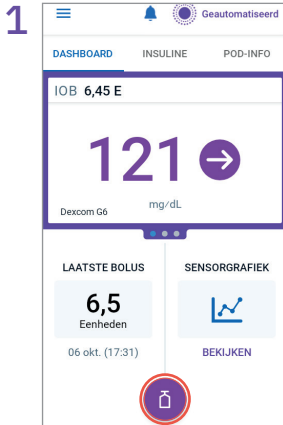 1
Geautomatiseerd
DASHBOARD INSULINE POD-INFO
IOB 6,45 E
121
mg/dL
Dexcom G6
LAATSTE BOLUS SENSORGRAFIEK
6,5
Eenheden
06 okt. (17:31) BEKIJKEN